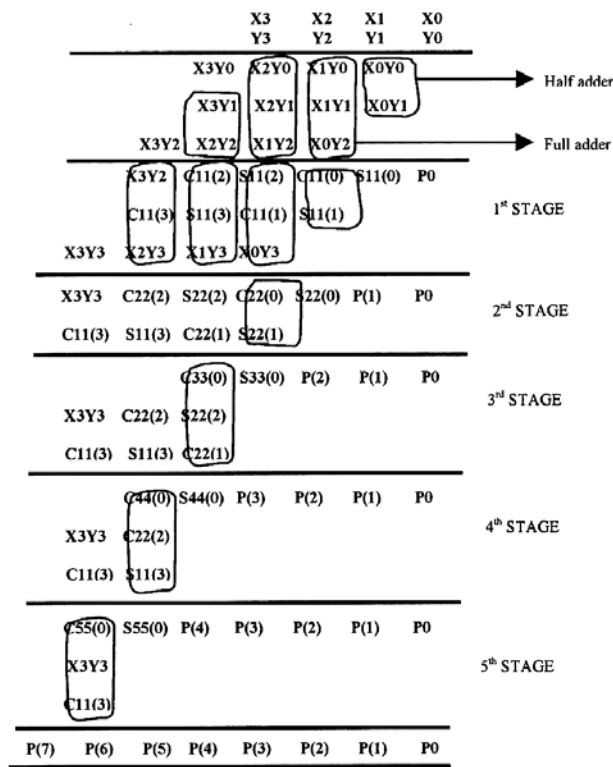 X3 X2 X1 X0
Y3 Y2 Y1 Y0
X3Y0 X2Y0 X1Y0 X0Y0 Half adder
X3Y1 X2Y1 X1Y1 X0Y1
X3Y2 X2Y2 X1Y2 X0Y2 Full adder
X3Y2 C11(2) S11(2) C11(0) S11(0) P0
C11(3) S11(3) C11(1) S11(1) 1st STAGE
X3Y3 X2Y3 X1Y3 X0Y3
X3Y3 C22(2) S22(2) C22(0) S22(0) P(1) P0
C11(3) S11(3) C22(1) S22(1) 2nd STAGE
C33(0) S33(0) P(2) P(1) P0
X3Y3 C22(2) S22(2) 3rd STAGE
C11(3) S11(3) C22(1)
C44(0) S44(0) P(3) P(2) P(1) P0
X3Y3 C22(2) 4th STAGE
C11(3) S11(3)
C55(0) S55(0) P(4) P(3) P(2) P(1) P0
X3Y3 5th STAGE
C11(3)
P(7) P(6) P(5) P(4) P(3) P(2) P(1) P0